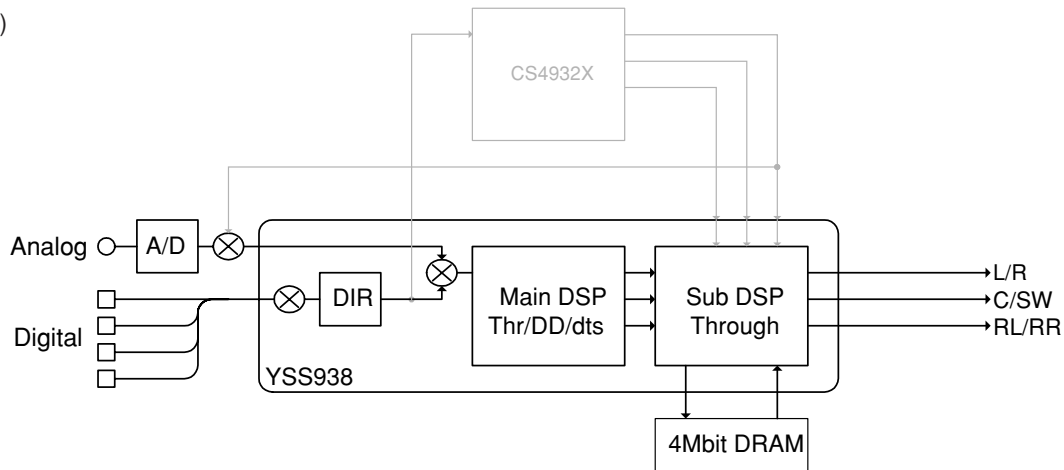 )
CS4932X
Analog
A/D
DIR
Main DSP
Thr/DD/dts
Sub DSP
Through
L/R
C/SW
RL/RR
Digital
YSS938
4Mbit DRAM